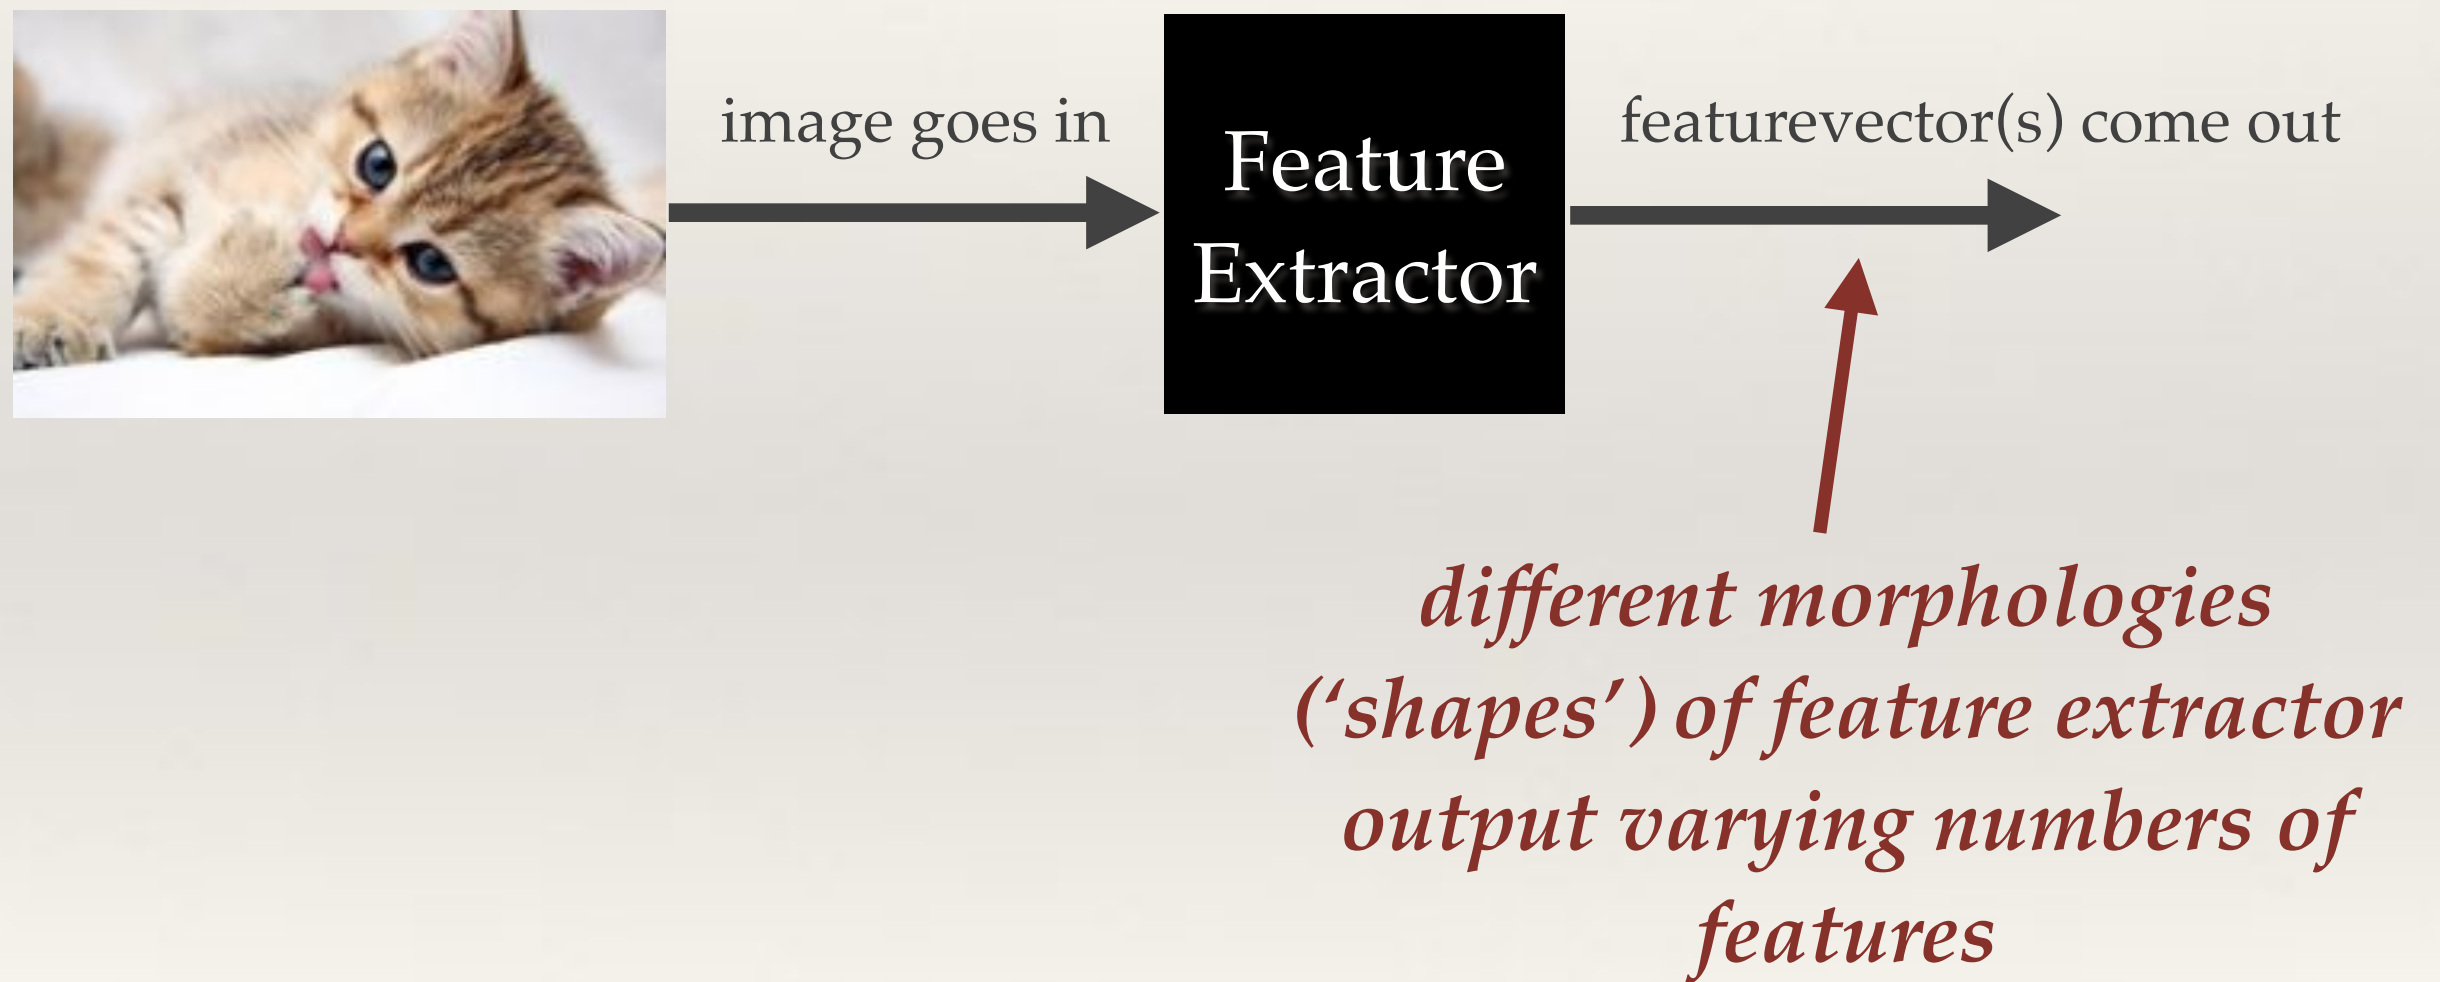 image goes in
Feature
Extractor
featurevector(s) come out
different morphologies
(‘shapes’) of feature extractor
output varying numbers of
features